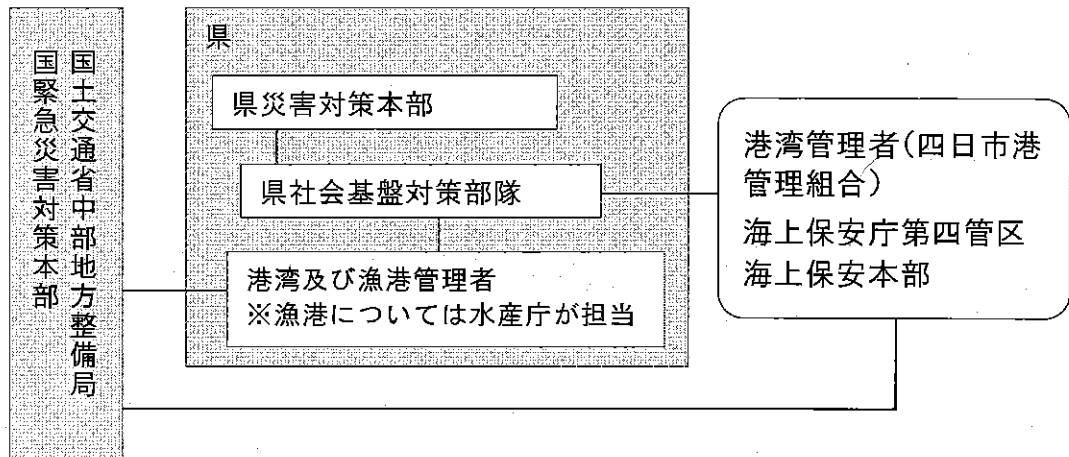 国土交通省中部地方整備局
国緊急災害対策本部
県
県災害対策本部
県社会基盤対策部隊
港湾及び漁港管理者
※漁港については水産庁が担当
港湾管理者(四日市港
管理組合)
海上保安庁第四管区
海上保安本部